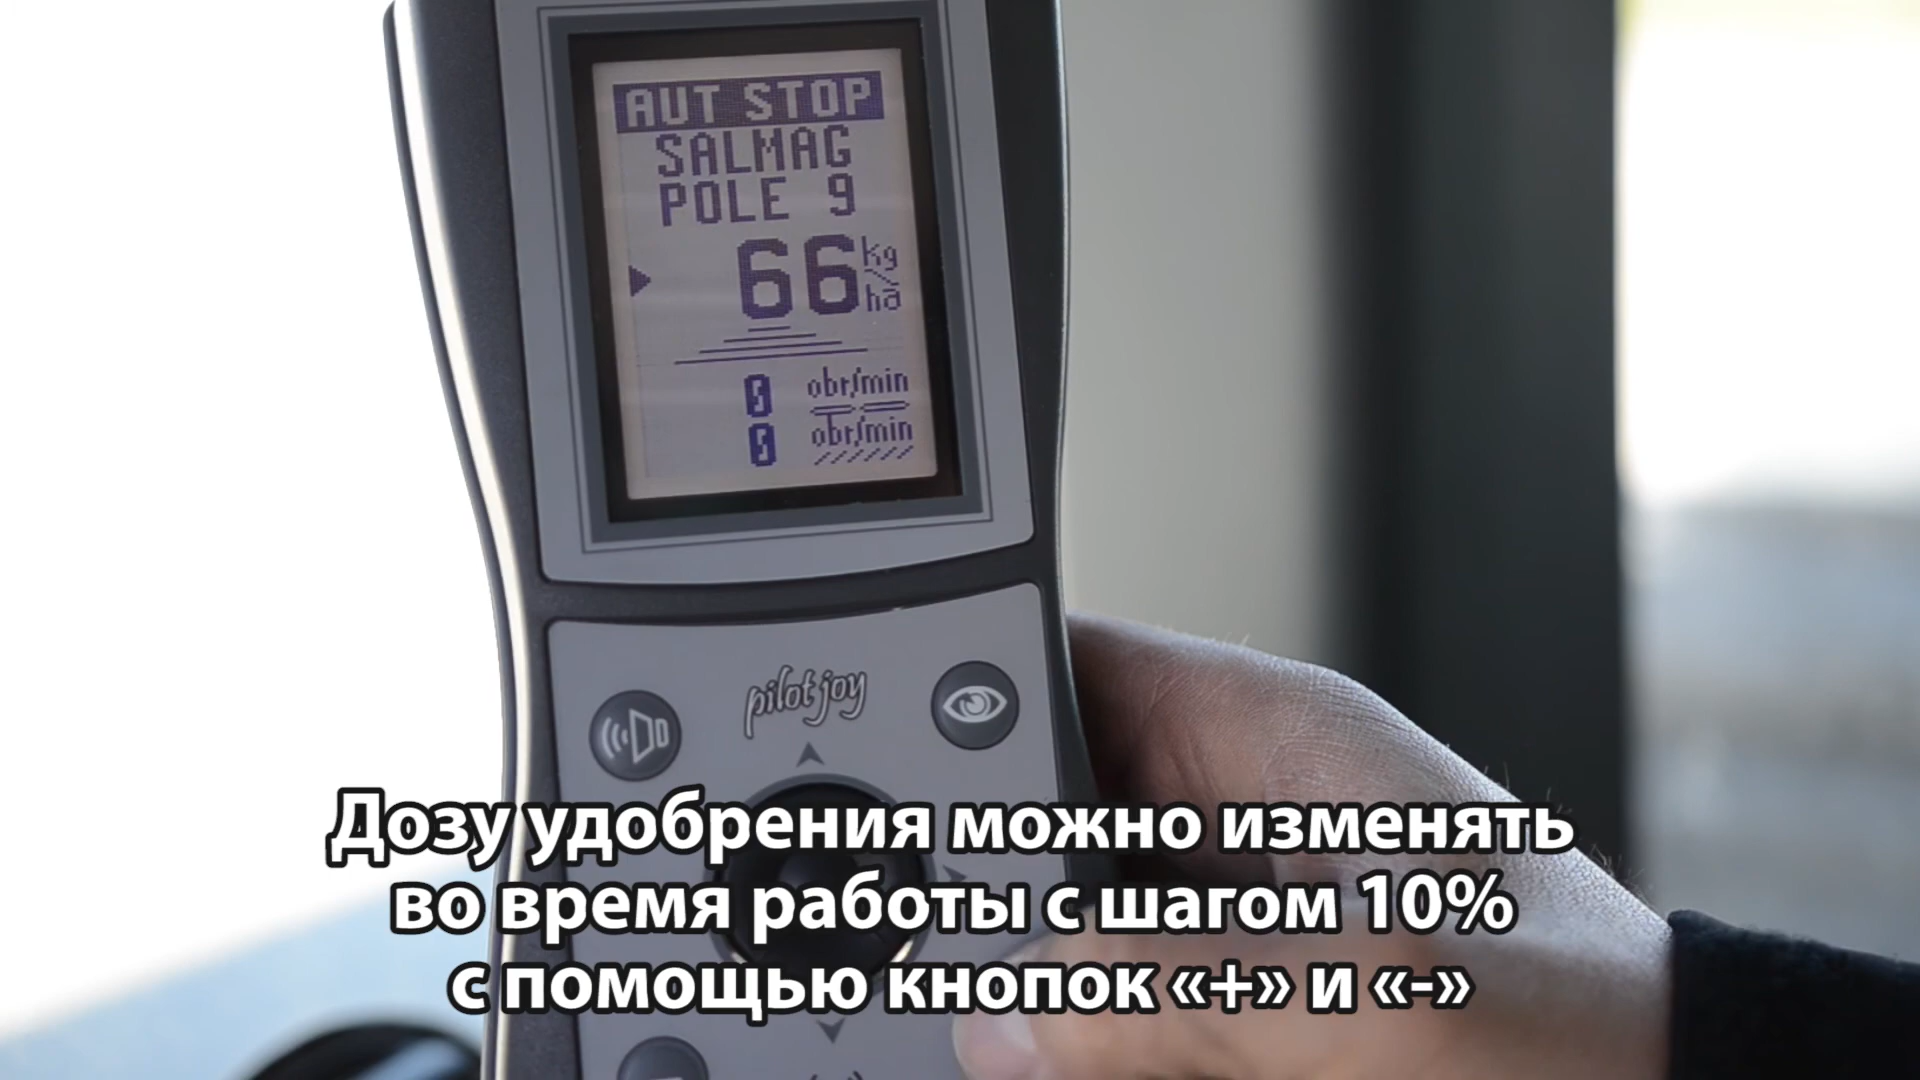 AUT STOP
SALMAG
POLE 9
66 kg/ha
0 obr/min
0 obr/min
pilot joy
Дозу удобрения можно изменять
во время работы с шагом 10%
с помощью кнопок «+» и «-»